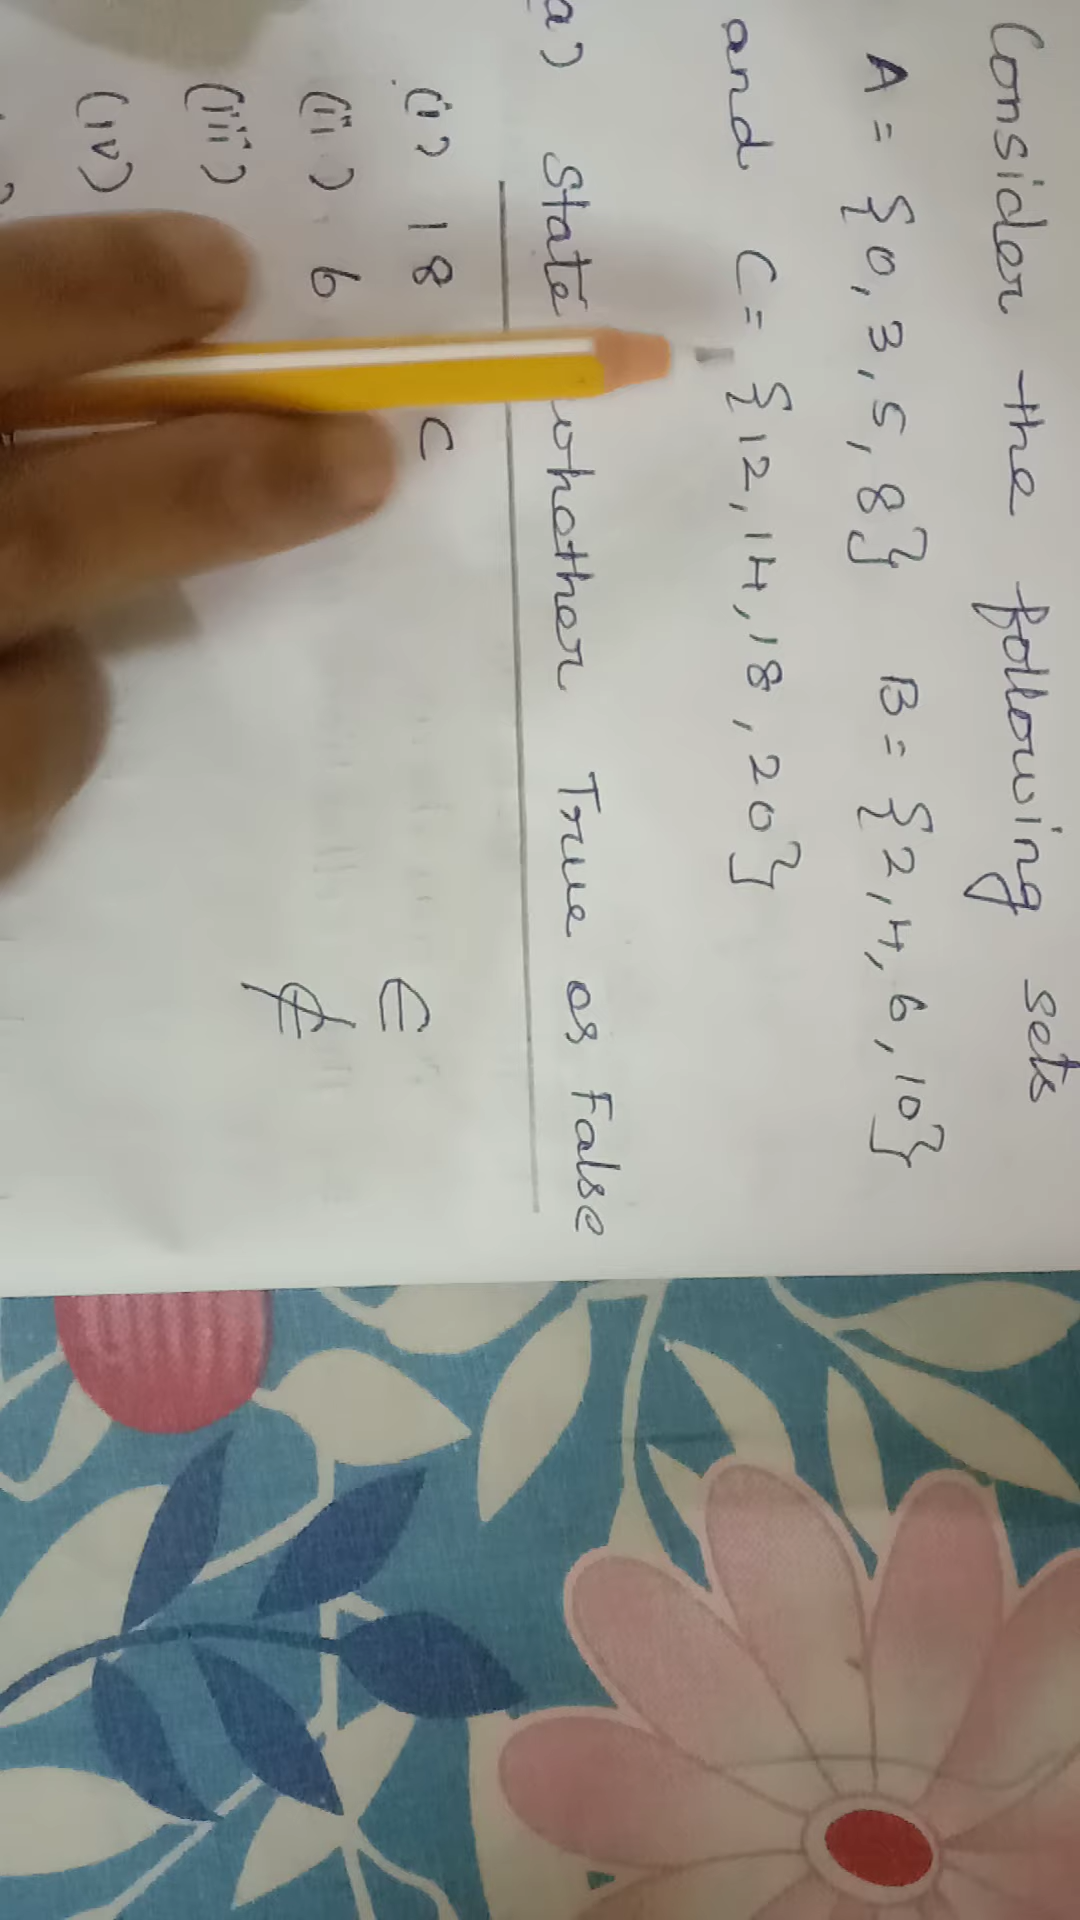 Consider the following sets
A = {0, 3, 5, 8} B = {2, 4, 6, 10}
and C = {12, 14, 18, 20}
a) State whether True or False
(i) 18 C
(ii) 6
(iii)
(iv)
∈
∉